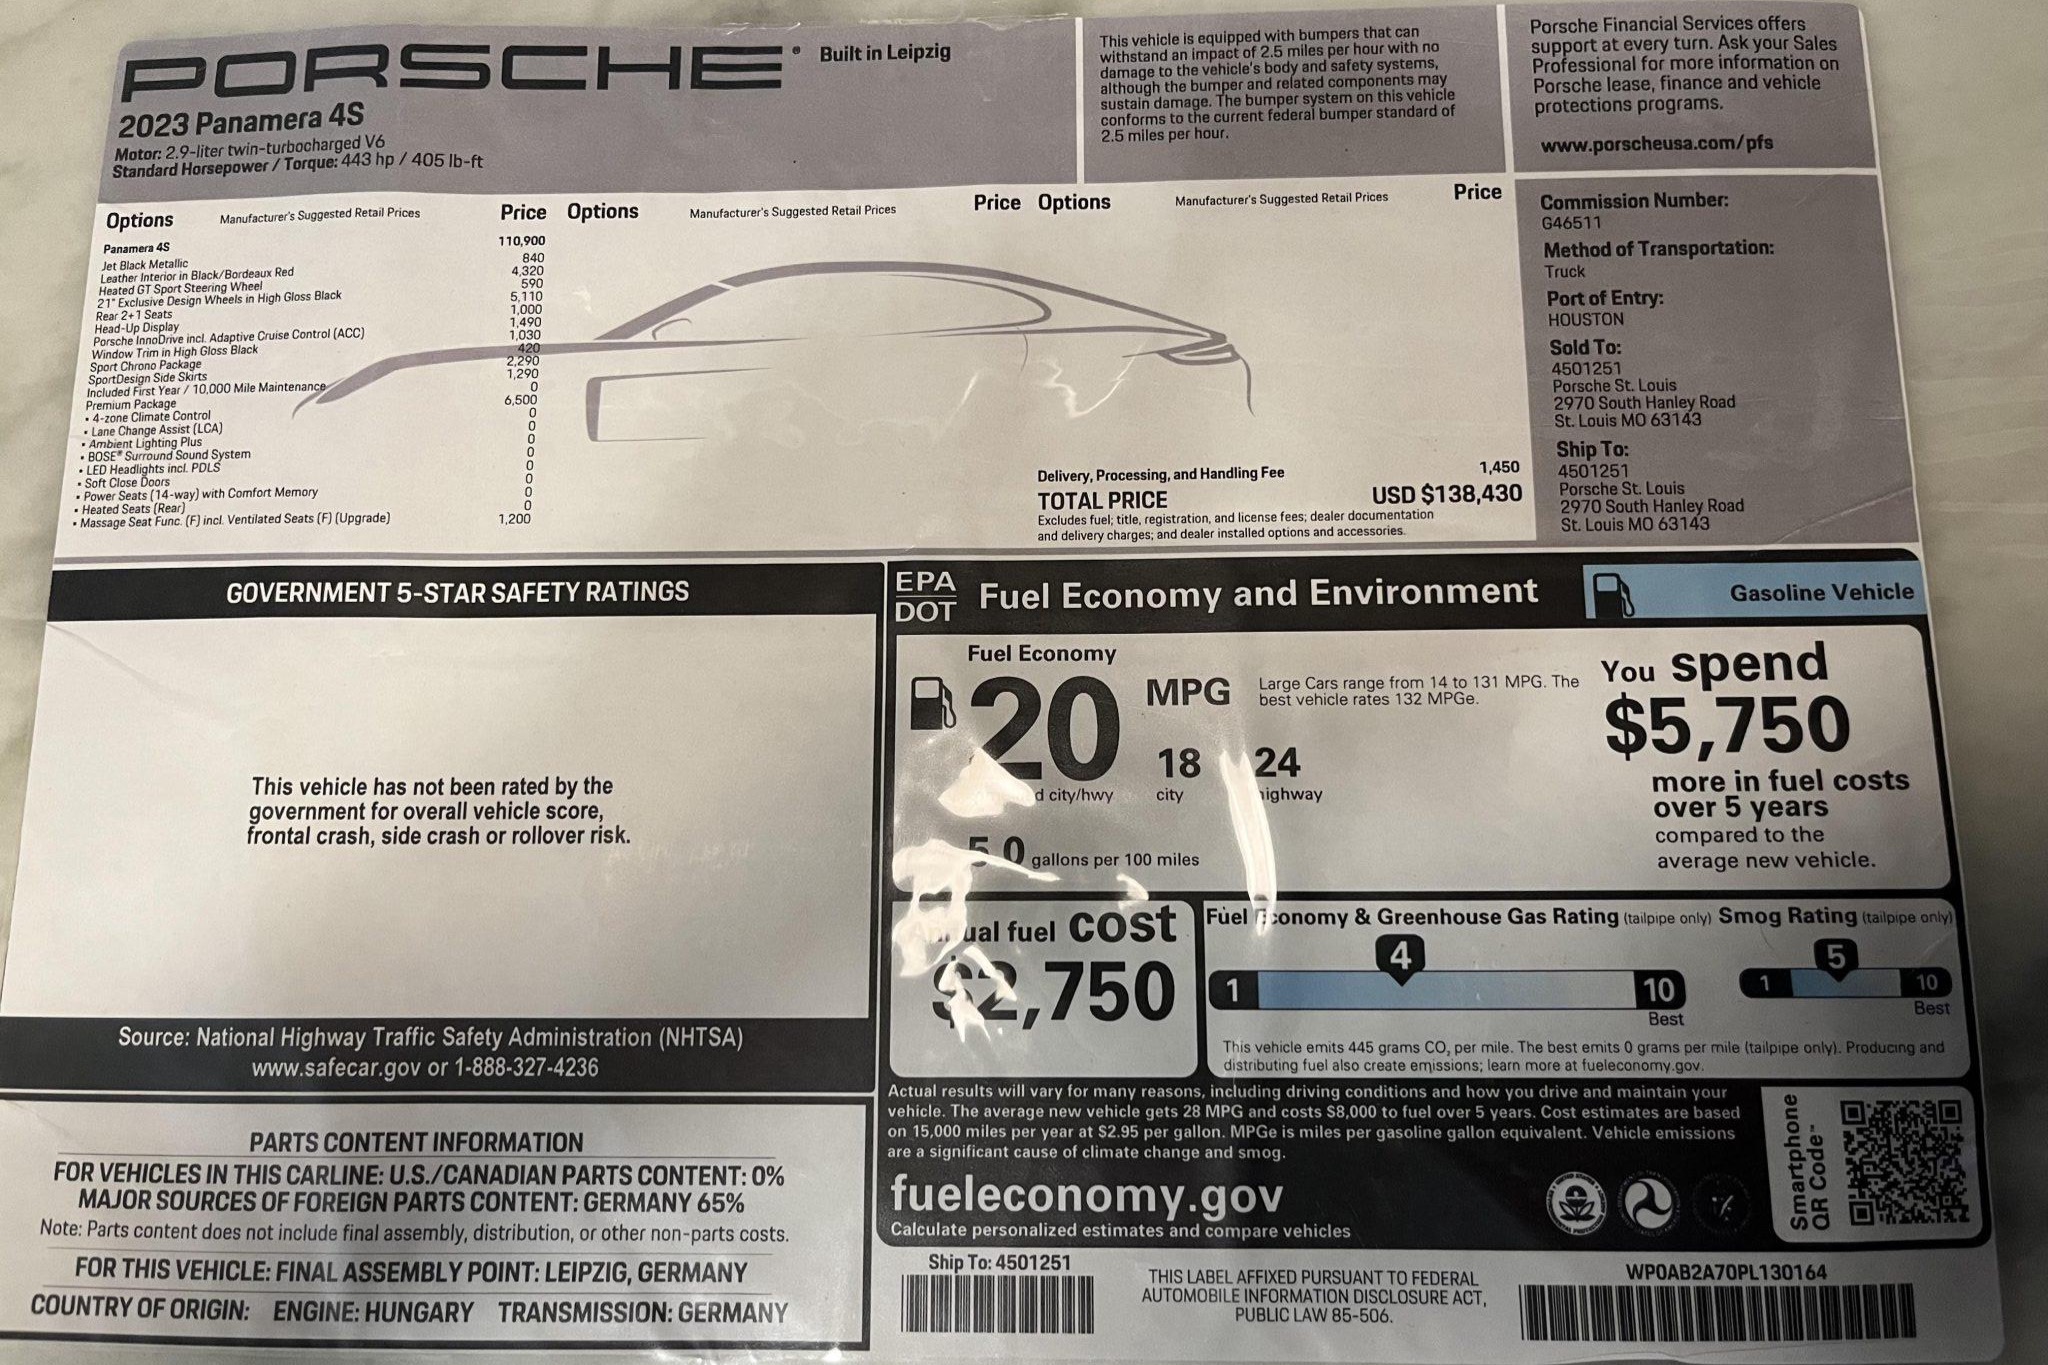 PORSCHE® Built in Leipzig
2023 Panamera 4S
Motor: 2.9-liter twin-turbocharged V6
Standard Horsepower / Torque: 443 hp / 405 lb-ft
This vehicle is equipped with bumpers that can
withstand an impact of 2.5 miles per hour with no
damage to the vehicle's body and safety systems,
although the bumper and related components may
sustain damage. The bumper system on this vehicle
conforms to the current federal bumper standard of
2.5 miles per hour.
Porsche Financial Services offers
support at every turn. Ask your Sales
Professional for more information on
Porsche lease, finance and vehicle
protections programs.
www.porscheusa.com/pfs
Options Manufacturer's Suggested Retail Prices Price Options Manufacturer's Suggested Retail Prices Price Options Manufacturer's Suggested Retail Prices Price
Panamera 4S 110,900
Jet Black Metallic 840
Leather Interior in Black/Bordeaux Red 4,320
Heated GT Sport Steering Wheel 590
21" Exclusive Design Wheels in High Gloss Black 5,110
Rear 2+1 Seats 1,000
Head-Up Display 1,490
Porsche InnoDrive incl. Adaptive Cruise Control (ACC) 1,030
Window Trim in High Gloss Black 420
Sport Chrono Package 2,290
SportDesign Side Skirts 1,290
Included First Year / 10,000 Mile Maintenance 0
Premium Package 6,500
• 4-zone Climate Control 0
• Lane Change Assist (LCA) 0
• Ambient Lighting Plus 0
• BOSE® Surround Sound System 0
• LED Headlights incl. PDLS 0
• Soft Close Doors 0
• Power Seats (14-way) with Comfort Memory 0
• Heated Seats (Rear) 0
• Massage Seat Func. (F) incl. Ventilated Seats (F) (Upgrade) 1,200
Delivery, Processing, and Handling Fee 1,450
TOTAL PRICE USD $138,430
Excludes fuel; title, registration, and license fees; dealer documentation
and delivery charges; and dealer installed options and accessories.
Commission Number:
G46511
Method of Transportation:
Truck
Port of Entry:
HOUSTON
Sold To:
4501251
Porsche St. Louis
2970 South Hanley Road
St. Louis MO 63143
Ship To:
4501251
Porsche St. Louis
2970 South Hanley Road
St. Louis MO 63143
GOVERNMENT 5-STAR SAFETY RATINGS
This vehicle has not been rated by the
government for overall vehicle score,
frontal crash, side crash or rollover risk.
Source: National Highway Traffic Safety Administration (NHTSA)
www.safecar.gov or 1-888-327-4236
PARTS CONTENT INFORMATION
FOR VEHICLES IN THIS CARLINE: U.S./CANADIAN PARTS CONTENT: 0%
MAJOR SOURCES OF FOREIGN PARTS CONTENT: GERMANY 65%
Note: Parts content does not include final assembly, distribution, or other non-parts costs.
FOR THIS VEHICLE: FINAL ASSEMBLY POINT: LEIPZIG, GERMANY
COUNTRY OF ORIGIN: ENGINE: HUNGARY TRANSMISSION: GERMANY
EPA
DOT
Fuel Economy and Environment
Gasoline Vehicle
Fuel Economy
20 MPG
city/hwy
18
city
24
highway
Large Cars range from 14 to 131 MPG. The
best vehicle rates 132 MPGe.
5.0 gallons per 100 miles
You spend
$5,750
more in fuel costs
over 5 years
compared to the
average new vehicle.
Annual fuel cost
$2,750
Fuel Economy & Greenhouse Gas Rating (tailpipe only)
4
1 10
Best
Smog Rating (tailpipe only)
5
1 10
Best
This vehicle emits 445 grams CO₂ per mile. The best emits 0 grams per mile (tailpipe only). Producing and
distributing fuel also create emissions; learn more at fueleconomy.gov.
Actual results will vary for many reasons, including driving conditions and how you drive and maintain your
vehicle. The average new vehicle gets 28 MPG and costs $8,000 to fuel over 5 years. Cost estimates are based
on 15,000 miles per year at $2.95 per gallon. MPGe is miles per gasoline gallon equivalent. Vehicle emissions
are a significant cause of climate change and smog.
fueleconomy.gov
Calculate personalized estimates and compare vehicles
Smartphone
QR Code™
Ship To: 4501251
THIS LABEL AFFIXED PURSUANT TO FEDERAL
AUTOMOBILE INFORMATION DISCLOSURE ACT,
PUBLIC LAW 85-506.
WP0AB2A70PL130164